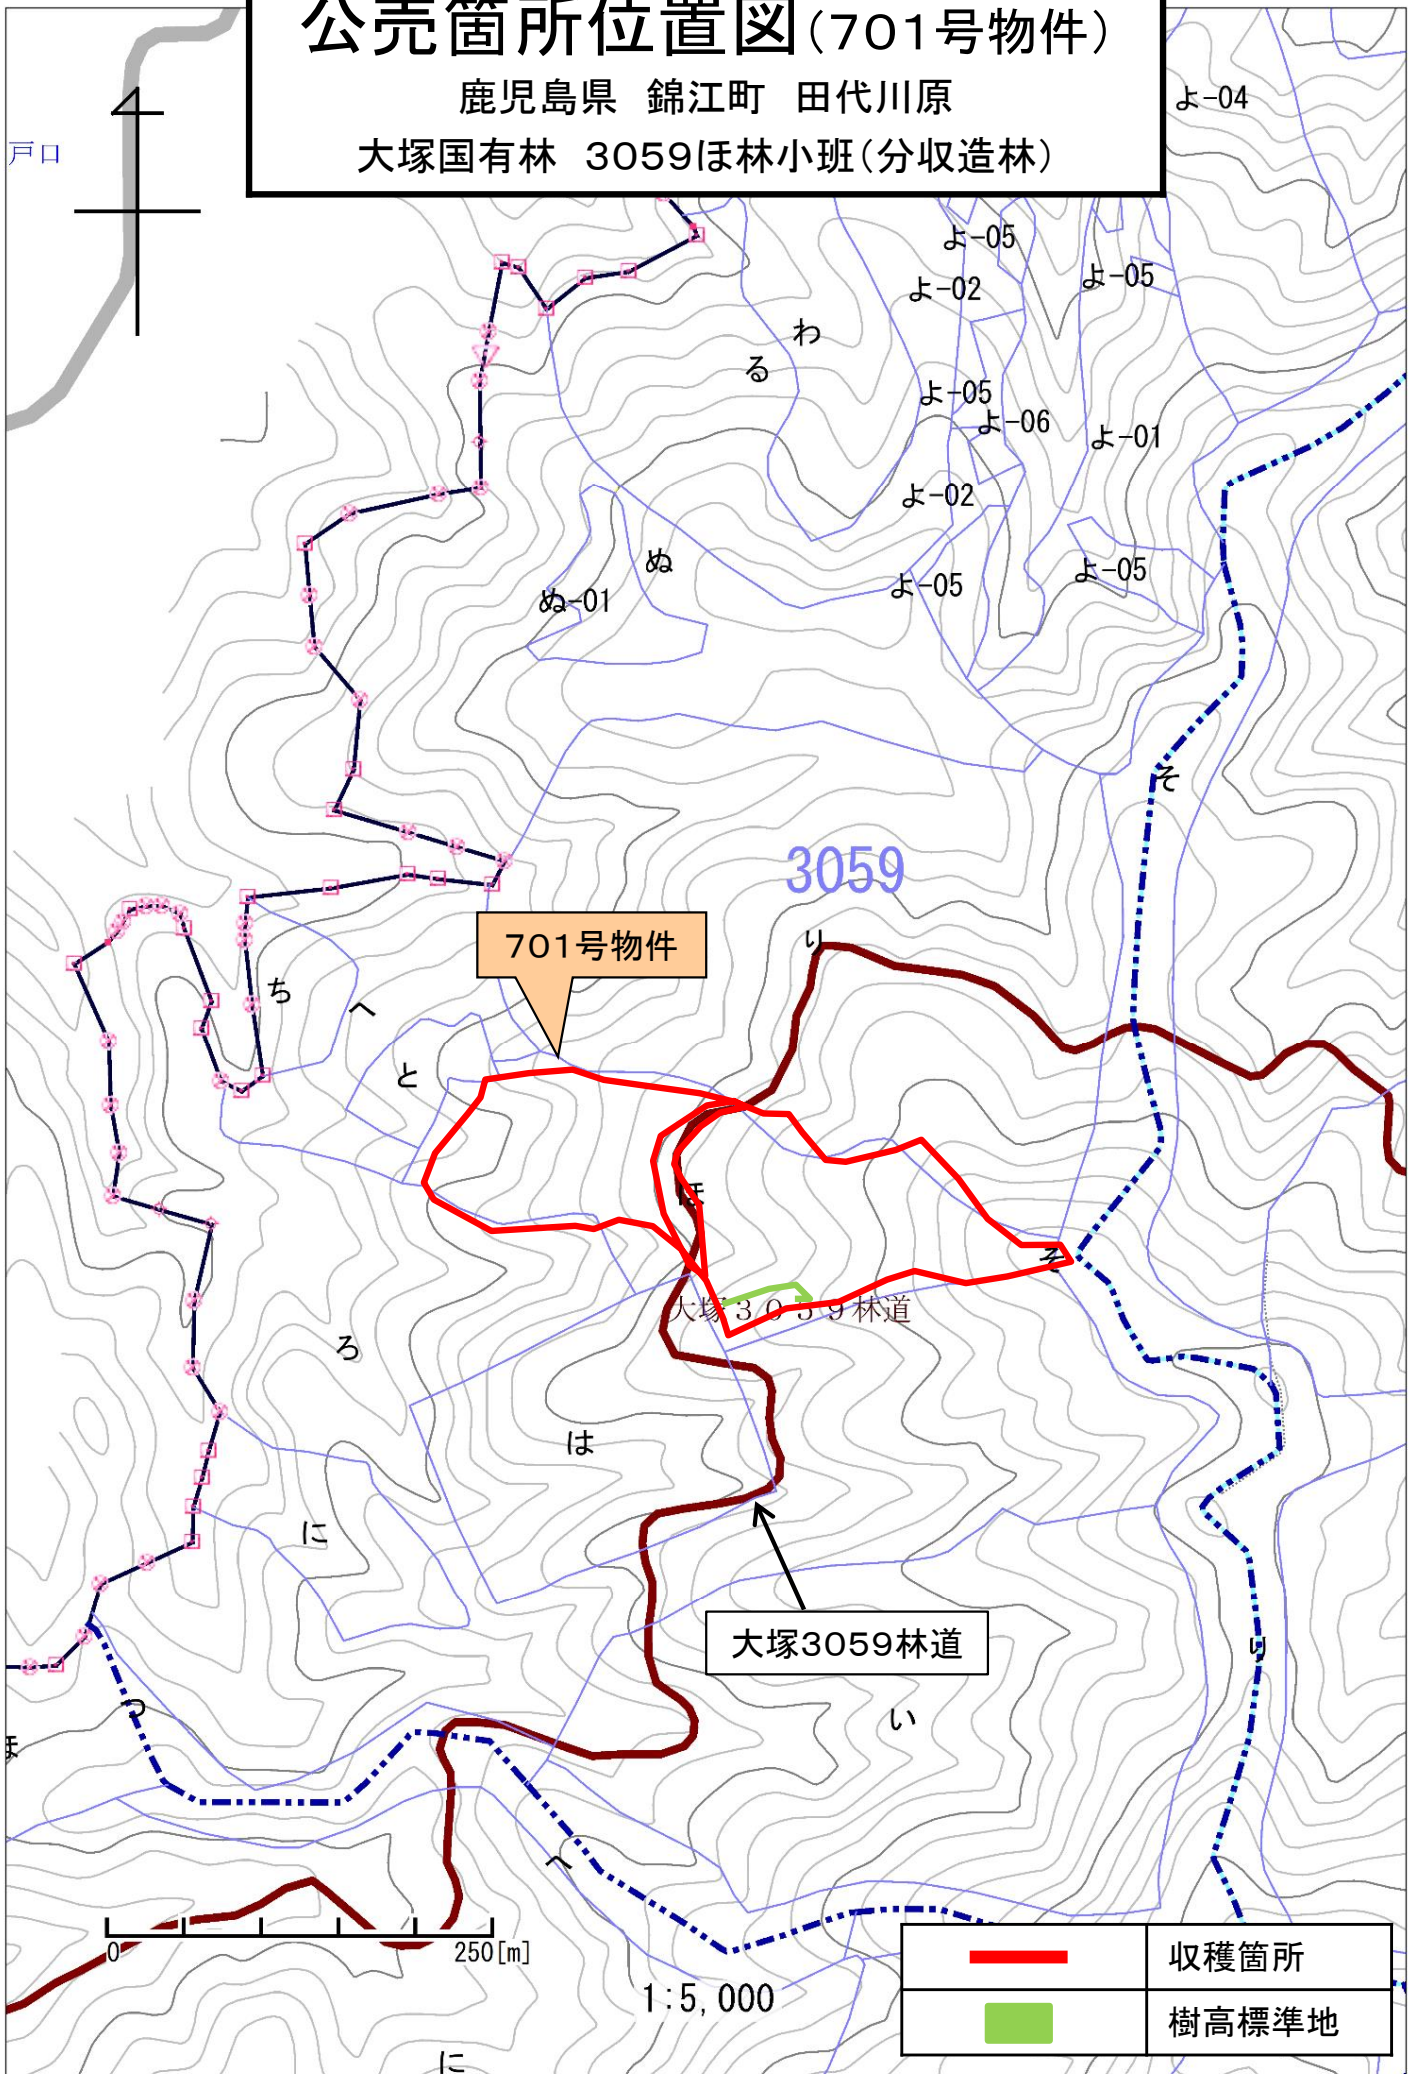 公売箇所位置図（701号物件）
鹿児島県　錦江町　田代川原
大塚国有林　3059ほ林小班（分収造林）
よ-04
戸口
よ-05
よ-05
よ-02
わ
る
よ-05
よ-06
よ-01
よ-02
ぬ
よ-05
よ-05
ぬ-01
そ
3059
701号物件
り
ち
へ
と
ほ
そ
大塚３０５９林道
ろ
は
に
大塚3059林道
り
つ
い
ほ
へ
0
250[m]
1:5,000
収穫箇所
樹高標準地
に